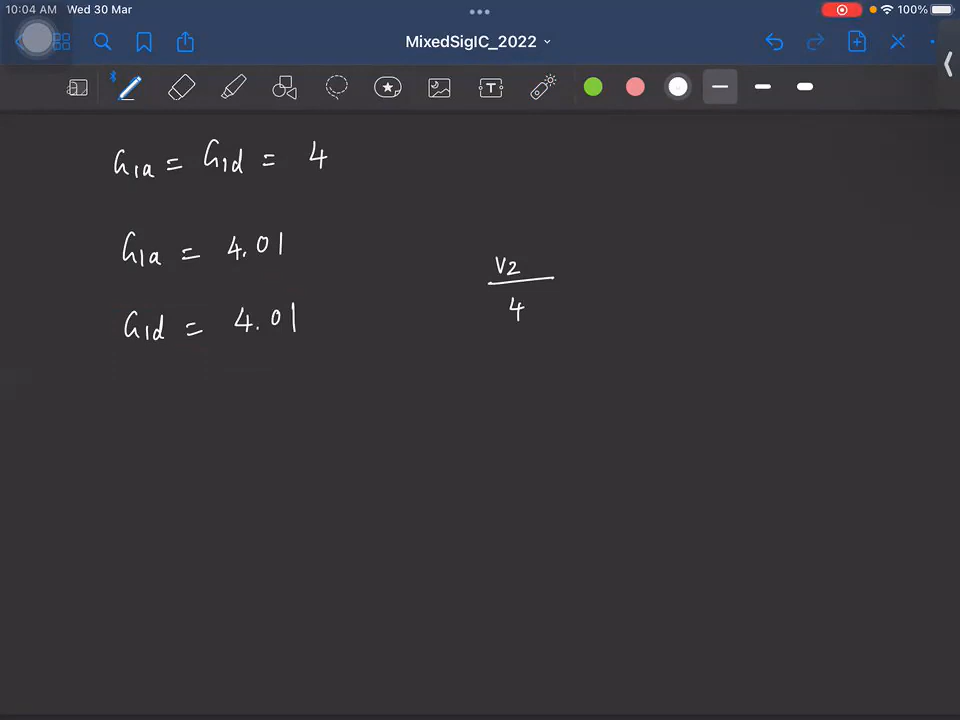 10:04 AM Wed 30 Mar
100%
MixedSigIC_2022
G1a = G1d = 4
G1a = 4.01
V2
4
G1d = 4.01